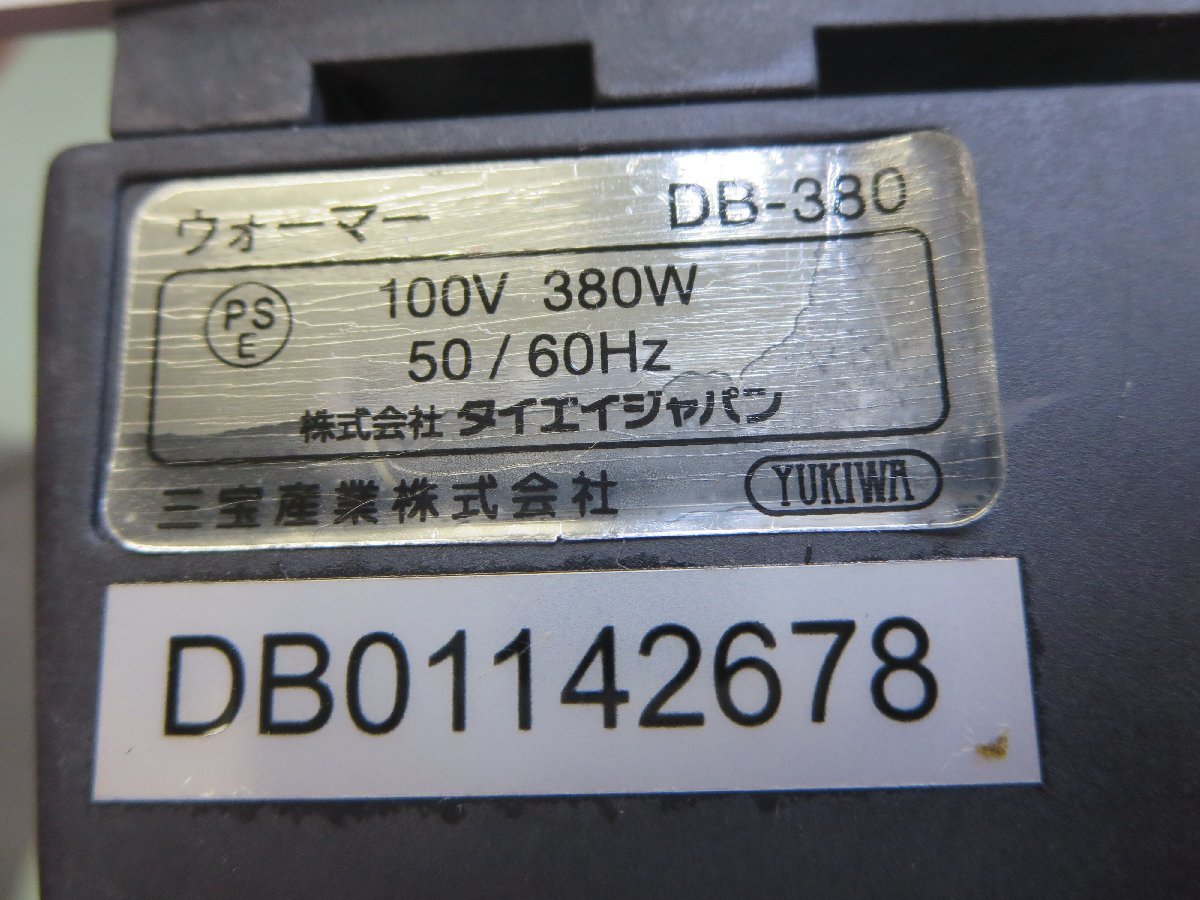 ウォーマー DB-380
PS E 100V 380W
50 / 60Hz
株式会社 タイエイジャパン
三宝産業株式会社 YUKIWA
DB01142678